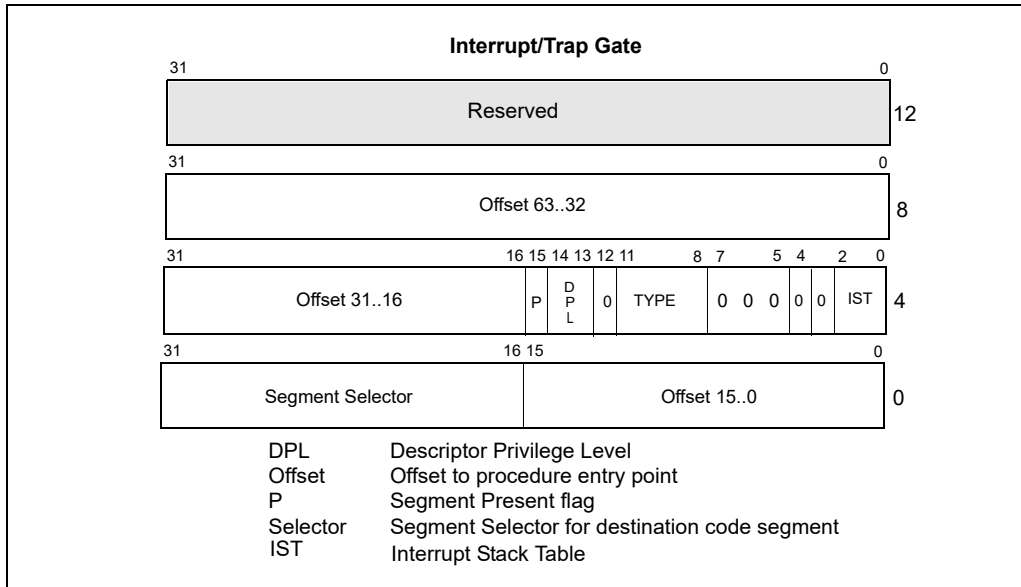 Interrupt/Trap Gate
31 0
Reserved 12
31 0
Offset 63..32 8
31 16 15 14 13 12 11 8 7 5 4 2 0
Offset 31..16 P DPL 0 TYPE 0 0 0 0 0 IST 4
31 16 15 0
Segment Selector Offset 15..0 0
DPL Descriptor Privilege Level
Offset Offset to procedure entry point
P Segment Present flag
Selector Segment Selector for destination code segment
IST Interrupt Stack Table